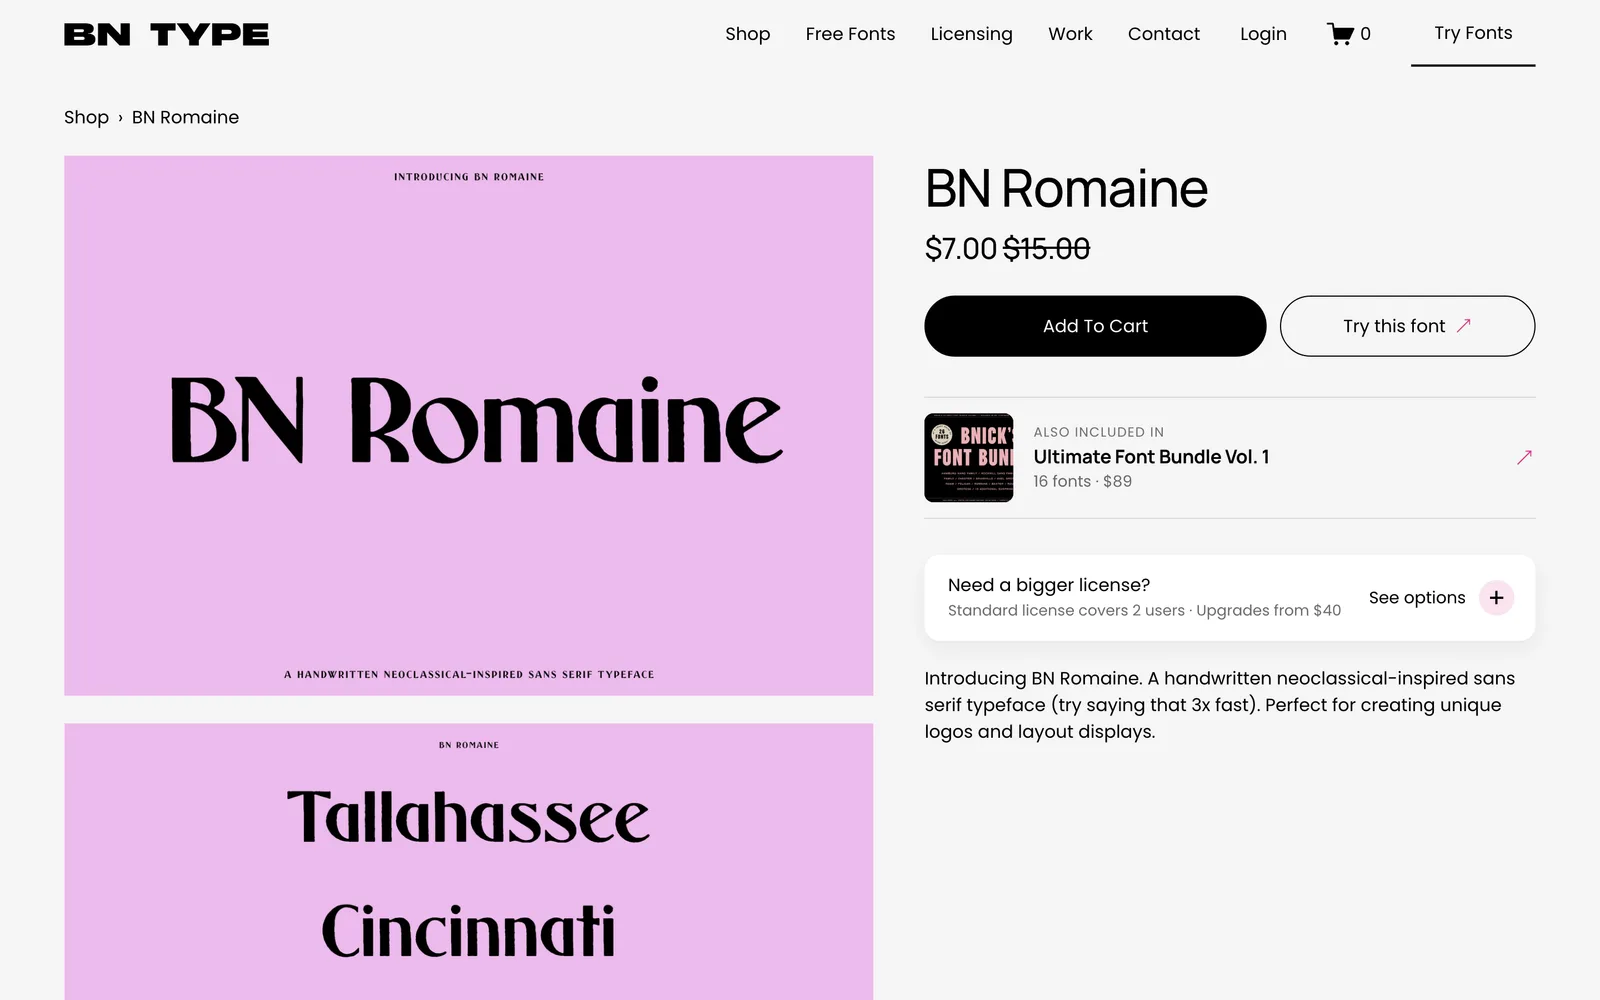 BN TYPE
Shop
Free Fonts
Licensing
Work
Contact
Login
0
Try Fonts
Shop › BN Romaine
INTRODUCING BN ROMAINE
BN Romaine
A HANDWRITTEN NEOCLASSICAL-INSPIRED SANS SERIF TYPEFACE
BN ROMAINE
Tallahassee
Cincinnati
BN Romaine
$7.00 $15.00
Add To Cart
Try this font
BNICK'S
FONT BUN
ALSO INCLUDED IN
Ultimate Font Bundle Vol. 1
16 fonts · $89
Need a bigger license?
Standard license covers 2 users · Upgrades from $40
See options
Introducing BN Romaine. A handwritten neoclassical-inspired sans
serif typeface (try saying that 3x fast). Perfect for creating unique
logos and layout displays.